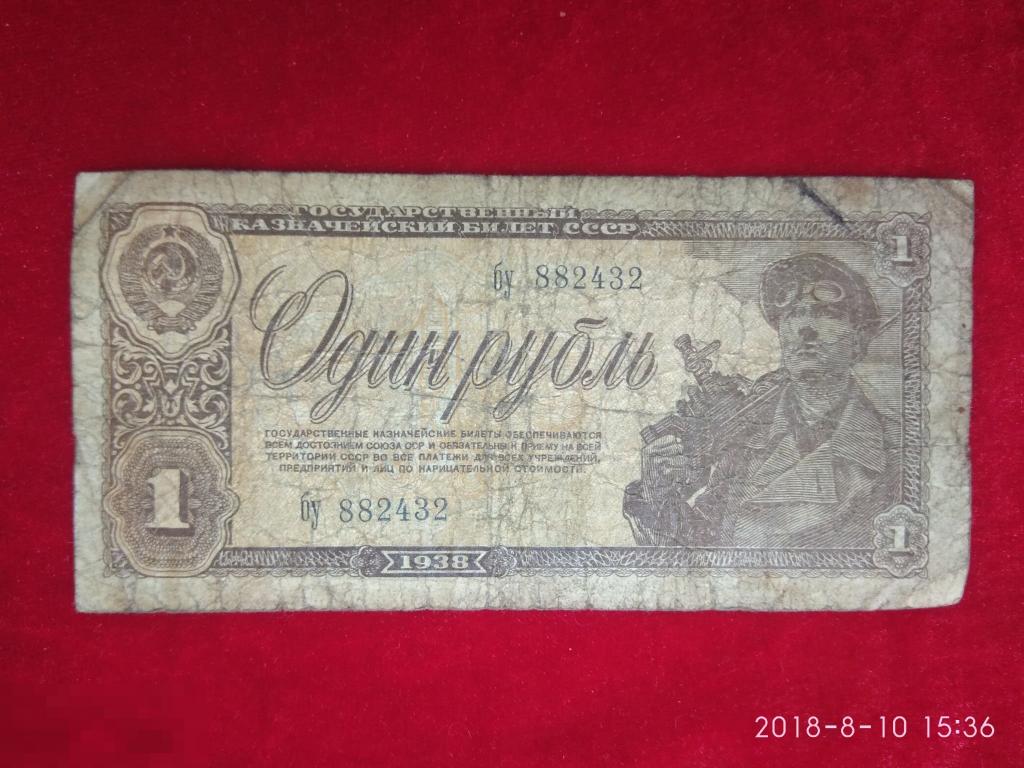 ГОСУДАРСТВЕННЫЙ
КАЗНАЧЕЙСКИЙ БИЛЕТ СССР
1
бу 882432
Один рубль
ГОСУДАРСТВЕННЫЕ КАЗНАЧЕЙСКИЕ БИЛЕТЫ ОБЕСПЕЧИВАЮТСЯ
ВСЕМ ДОСТОЯНИЕМ СОЮЗА ССР И ОБЯЗАТЕЛЬНЫ К ПРИЕМУ НА ВСЕЙ
ТЕРРИТОРИИ СССР ВО ВСЕ ПЛАТЕЖИ ДЛЯ ВСЕХ УЧРЕЖДЕНИЙ,
ПРЕДПРИЯТИЙ И ЛИЦ ПО НАРИЦАТЕЛЬНОЙ СТОИМОСТИ.
1
бу 882432
1
1938
2018-8-10 15:36